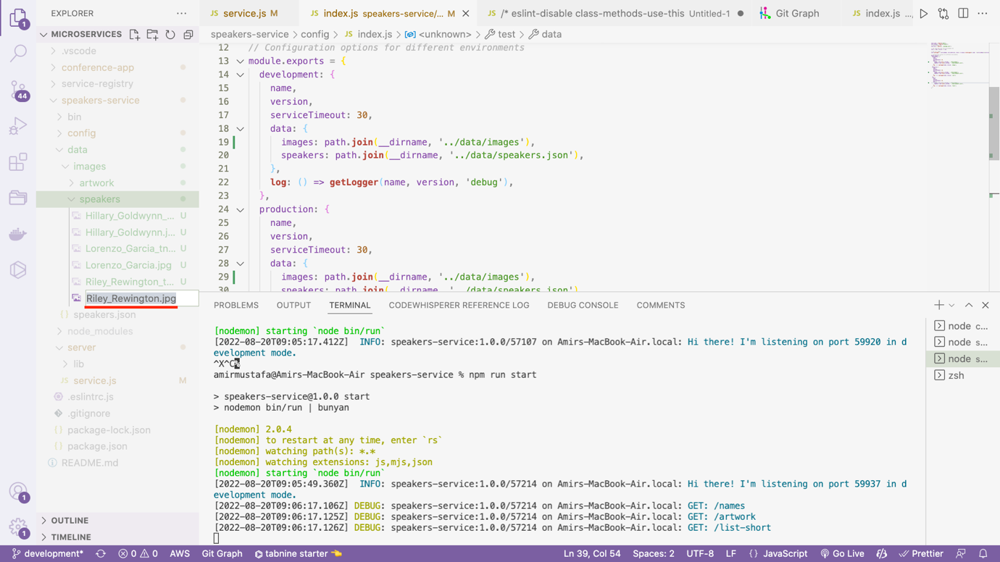 EXPLORER
service.js M
index.js speakers-service/... M
/* eslint-disable class-methods-use-this Untitled-1
Git Graph
JS index.js ...,
MICROSERVICES
speakers-service > config > JS index.js > <unknown> > test > data
.vscode
conference-app
service-registry
speakers-service
bin
config
data
images
artwork
speakers
Hillary_Goldwynn_... U
Hillary_Goldwynn.j... U
Lorenzo_Garcia_tn... U
Lorenzo_Garcia.jpg U
Riley_Rewington_t... U
Riley_Rewington.jpg
speakers.json
node_modules
server
lib
JS service.js M
.eslintrc.js
.gitignore
package-lock.json
package.json
README.md
OUTLINE
TIMELINE
1
44
1
1
12 // Configuration options for different environments
13 module.exports = {
14 development: {
15 name,
16 version,
17 serviceTimeout: 30,
18 data: {
19 images: path.join(__dirname, '../data/images'),
20 speakers: path.join(__dirname, '../data/speakers.json'),
21 },
22 log: () => getLogger(name, version, 'debug'),
23 },
24 production: {
25 name,
26 version,
27 serviceTimeout: 30,
28 data: {
29 images: path.join(__dirname, '../data/images'),
30 speakers: path.join(__dirname, '../data/speakers.json')
PROBLEMS OUTPUT TERMINAL CODEWHISPERER REFERENCE LOG DEBUG CONSOLE COMMENTS
[nodemon] starting `node bin/run`
[2022-08-20T09:05:17.412Z] INFO: speakers-service:1.0.0/57107 on Amirs-MacBook-Air.local: Hi there! I'm listening on port 59920 in d
evelopment mode.
^X^C%
amirmustafa@Amirs-MacBook-Air speakers-service % npm run start
> speakers-service@1.0.0 start
> nodemon bin/run | bunyan
[nodemon] 2.0.4
[nodemon] to restart at any time, enter `rs`
[nodemon] watching path(s): *.*
[nodemon] watching extensions: js,mjs,json
[nodemon] starting `node bin/run`
[2022-08-20T09:05:49.360Z] INFO: speakers-service:1.0.0/57214 on Amirs-MacBook-Air.local: Hi there! I'm listening on port 59937 in d
evelopment mode.
[2022-08-20T09:06:17.106Z] DEBUG: speakers-service:1.0.0/57214 on Amirs-MacBook-Air.local: GET: /names
[2022-08-20T09:06:17.125Z] DEBUG: speakers-service:1.0.0/57214 on Amirs-MacBook-Air.local: GET: /artwork
[2022-08-20T09:06:17.126Z] DEBUG: speakers-service:1.0.0/57214 on Amirs-MacBook-Air.local: GET: /list-short
node c...
node s...
node s...
zsh
development* 0 0 AWS Git Graph tabnine starter 👈 Ln 39, Col 54 Spaces: 2 UTF-8 LF {} JavaScript Go Live Prettier